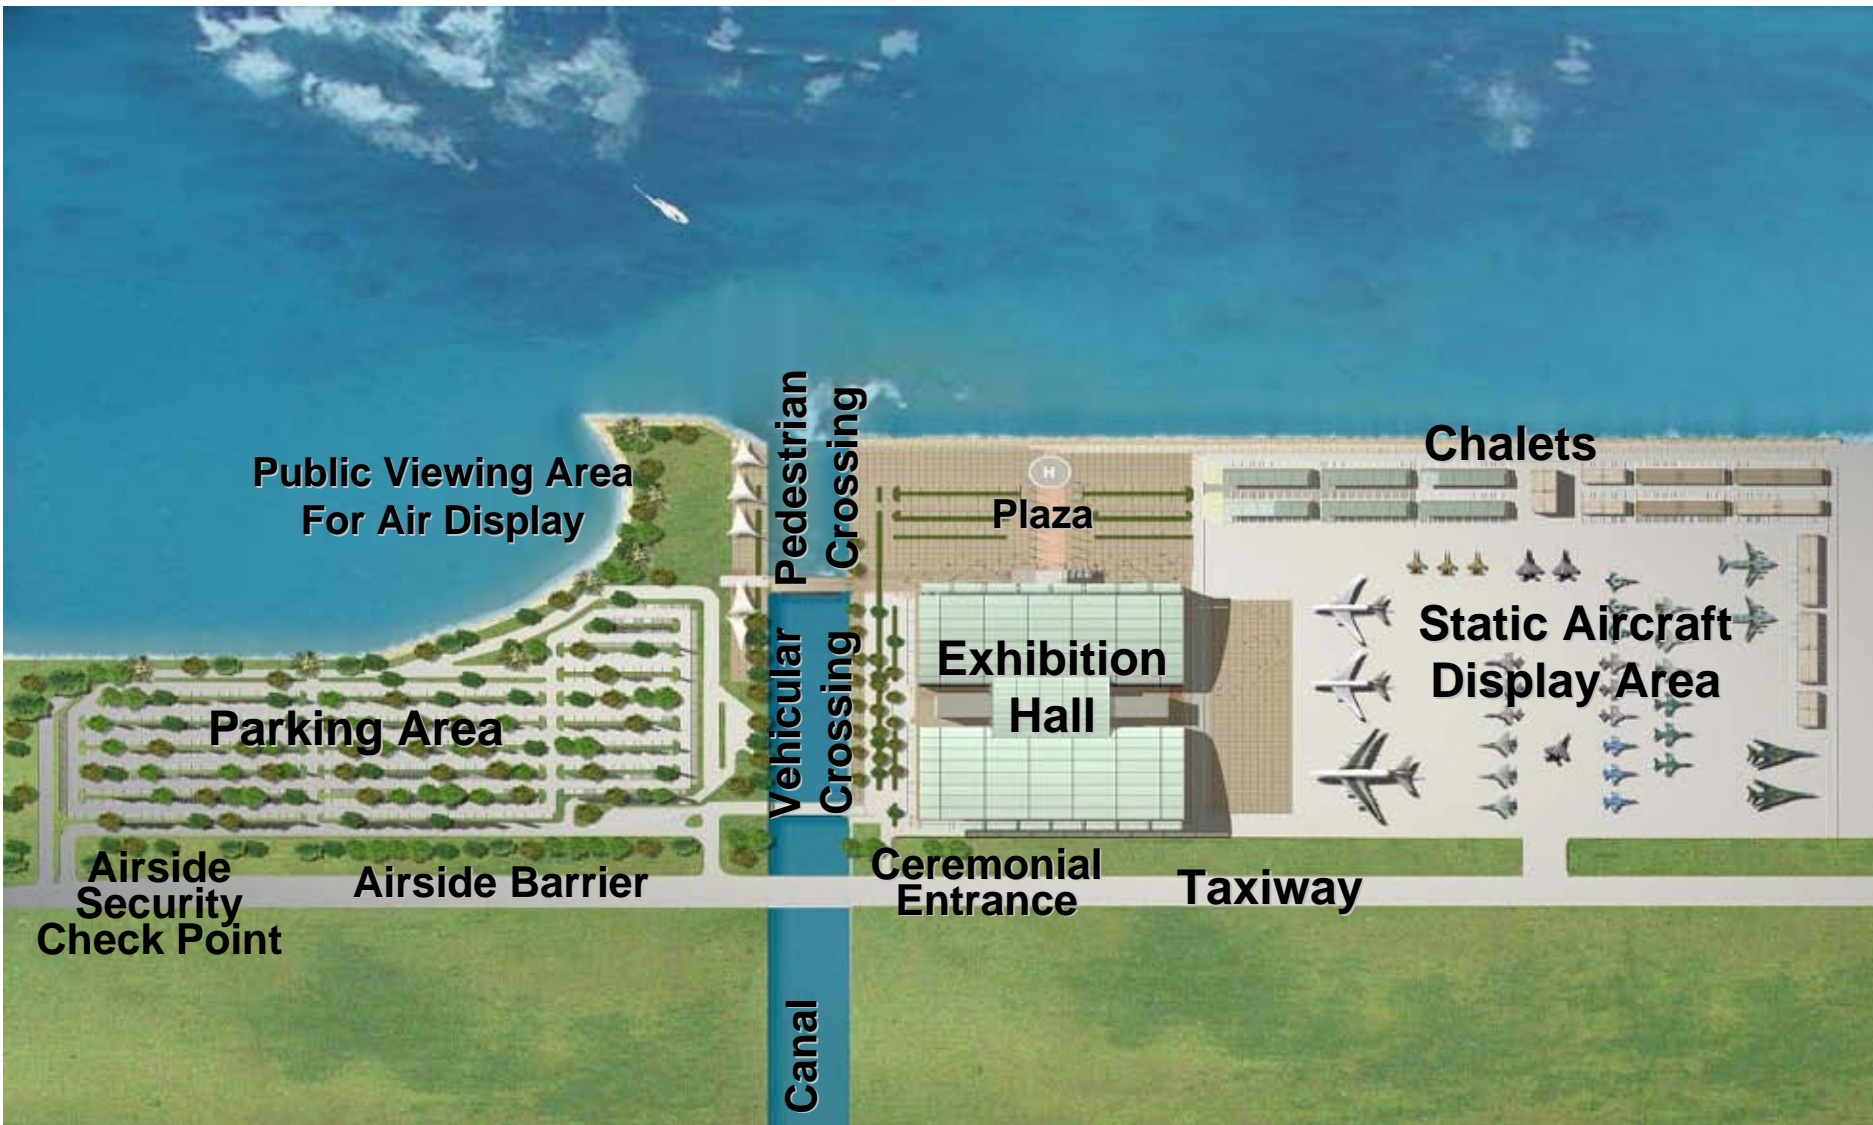 Pedestrian
Crossing
Chalets
Public Viewing Area
For Air Display
H
Plaza
Static Aircraft
Display Area
Vehicular
Crossing
Exhibition
Hall
Parking Area
Airside
Security
Check Point
Airside Barrier
Ceremonial
Entrance
Taxiway
Canal